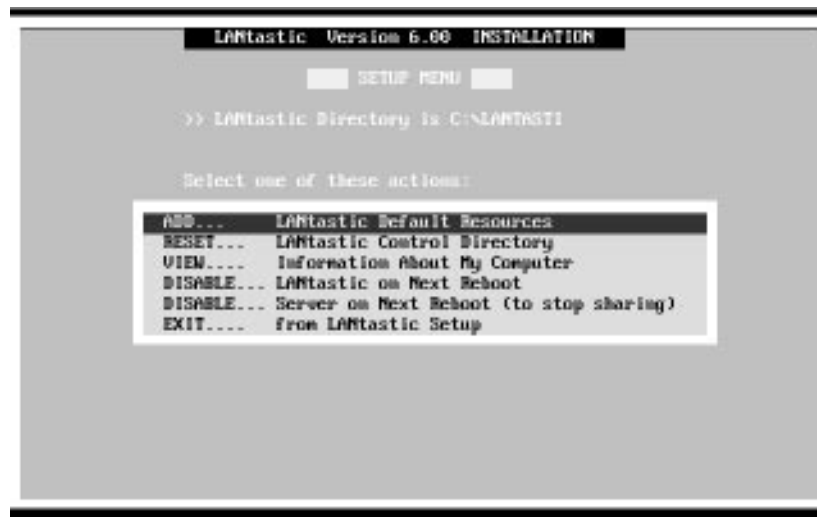 LANtastic Version 6.00 INSTALLATION
SETUP MENU
>> LANtastic Directory is C:\LANTASTI
Select one of these actions:
ADD... LANtastic Default Resources
RESET... LANtastic Control Directory
VIEW.... Information About My Computer
DISABLE... LANtastic on Next Reboot
DISABLE... Server on Next Reboot (to stop sharing)
EXIT.... from LANtastic Setup